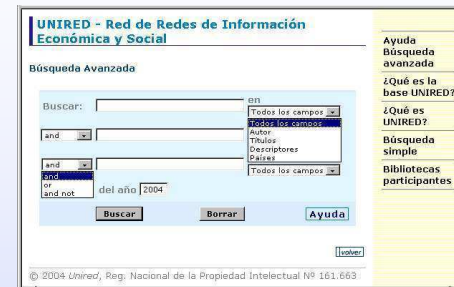 UNIRED - Red de Redes de Información
Económica y Social
Búsqueda Avanzada
Buscar:
en
Todos los campos
Todos los campos
Autor
Títulos
Descriptores
Países
and
and
and
or
and not
Todos los campos
del año 2004
Buscar
Borrar
Ayuda
volver
© 2004 Unired, Reg. Nacional de la Propiedad Intelectual Nº 161.663
Ayuda
Búsqueda
avanzada
¿Qué es la
base UNIRED?
¿Qué es
UNIRED?
Búsqueda
simple
Bibliotecas
participantes